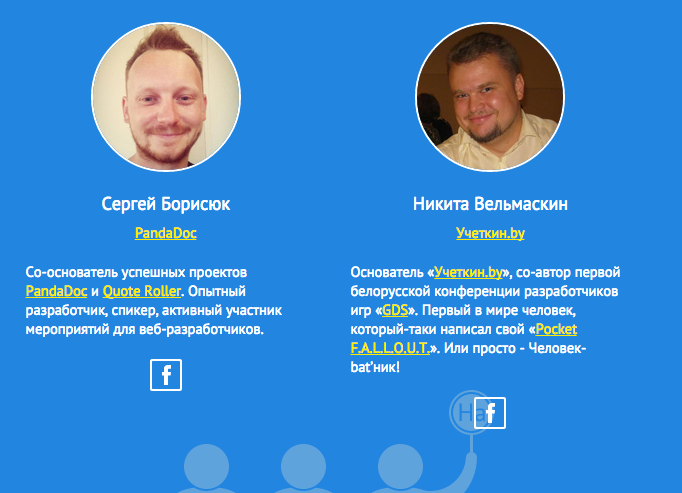 Сергей Борисюк
PandaDoc
Со-основатель успешных проектов
PandaDoc и Quote Roller. Опытный
разработчик, спикер, активный участник
мероприятий для веб-разработчиков.
Никита Вельмаскин
Учеткин.by
Основатель «Учеткин.by», со-автор первой
белорусской конференции разработчиков
игр «GDS». Первый в мире человек,
который-таки написал свой «Pocket
F.A.L.L.O.U.T.». Или просто - Человек-
bat'ник!